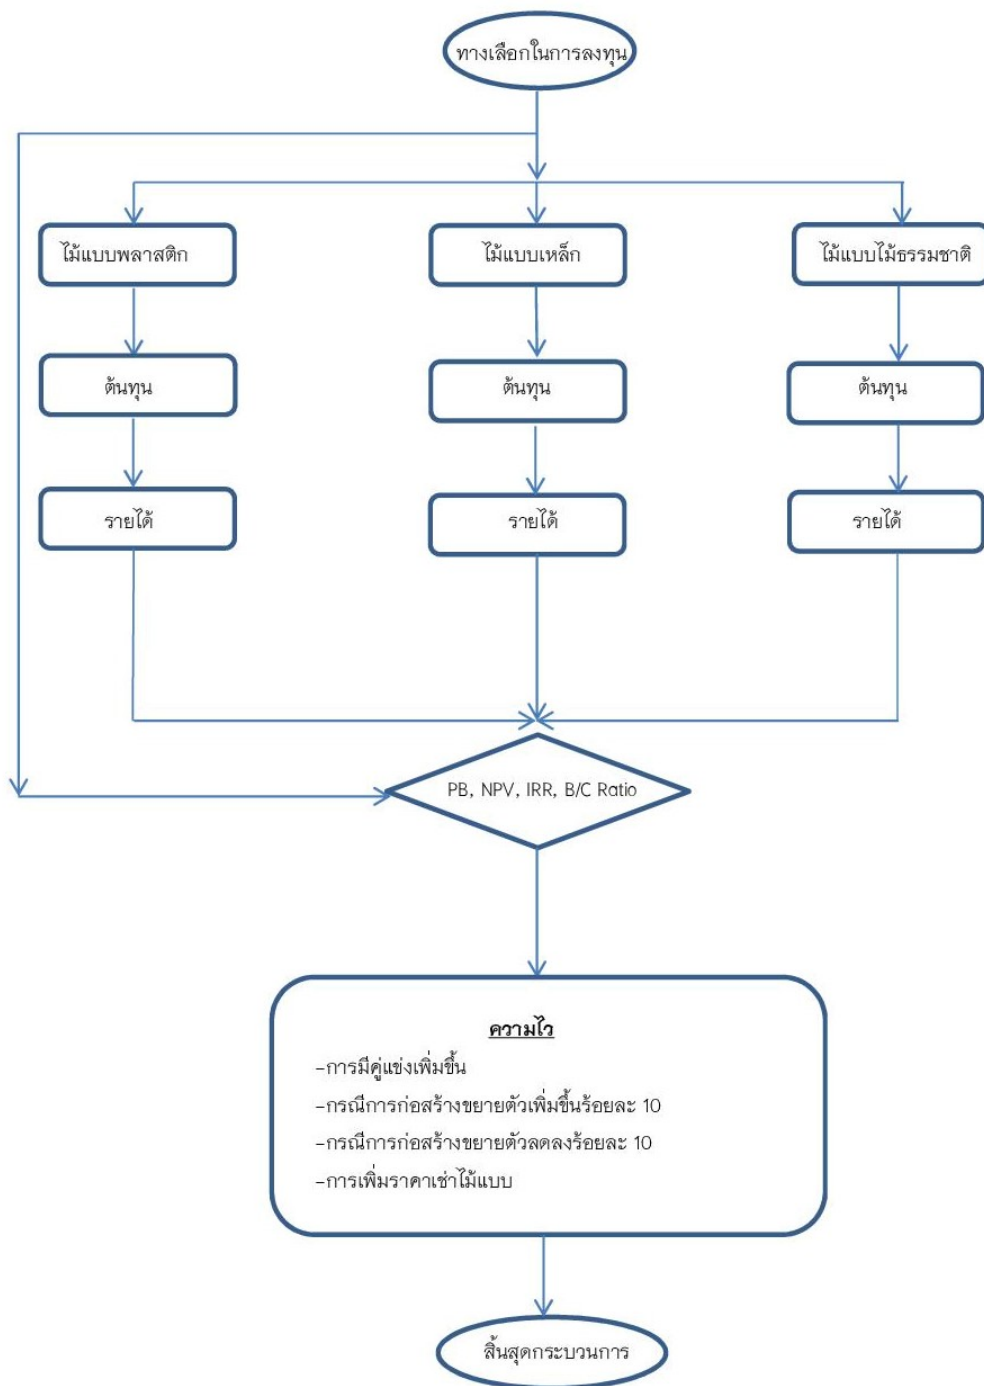 ทางเลือกในการลงทุน
ไม้แบบพลาสติก
ไม้แบบเหล็ก
ไม้แบบไม้ธรรมชาติ
ต้นทุน
ต้นทุน
ต้นทุน
รายได้
รายได้
รายได้
PB, NPV, IRR, B/C Ratio
ความไว
-การมีคู่แข่งเพิ่มขึ้น
-กรณีการก่อสร้างขยายตัวเพิ่มขึ้นร้อยละ 10
-กรณีการก่อสร้างขยายตัวลดลงร้อยละ 10
-การเพิ่มราคาเช่าไม้แบบ
สิ้นสุดกระบวนการ